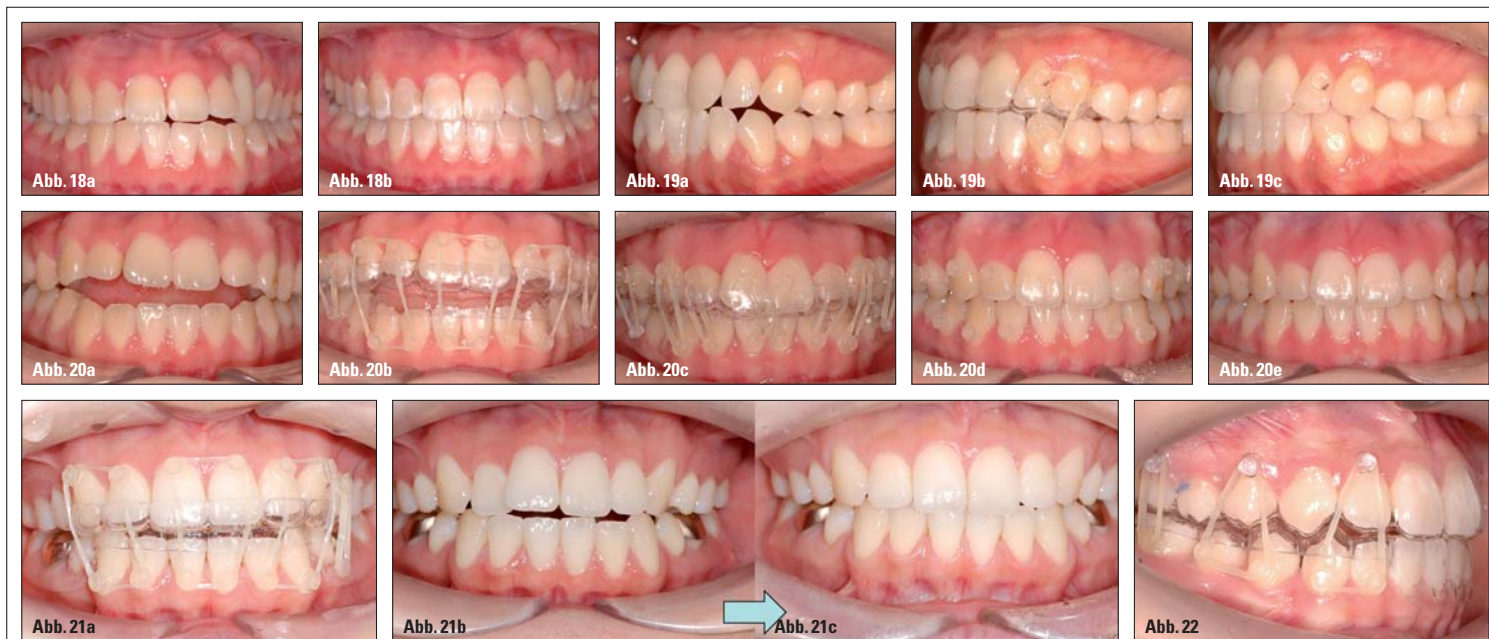 Abb. 18a
Abb. 18b
Abb. 19a
Abb. 19b
Abb. 19c
Abb. 20a
Abb. 20b
Abb. 20c
Abb. 20d
Abb. 20e
Abb. 21a
Abb. 21b
Abb. 21c
Abb. 22